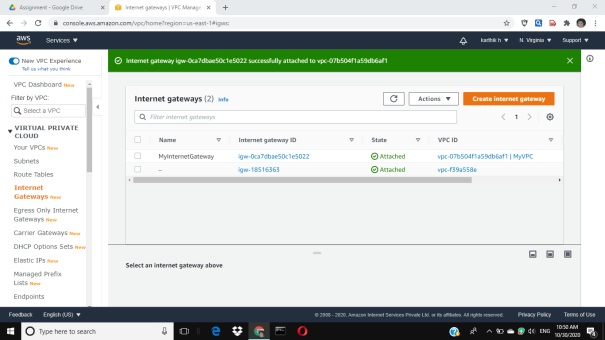 Assignment - Google Drive
Internet gateways | VPC Manag
console.aws.amazon.com/vpc/home?region=us-east-1#igws:
aws
Services
karthik h
N. Virginia
Support
New VPC Experience
Tell us what you think
Internet gateway igw-0ca7dbae50c1e5022 successfully attached to vpc-07b504f1a59db6af1
VPC Dashboard New
Filter by VPC:
Select a VPC
VIRTUAL PRIVATE
CLOUD
Your VPCs New
Subnets
Route Tables
Internet
Gateways New
Egress Only Internet
Gateways New
Carrier Gateways New
DHCP Options Sets New
Elastic IPs New
Managed Prefix
Lists New
Endpoints
Internet gateways (2) Info
Actions
Create internet gateway
Filter internet gateways
1
Name Internet gateway ID State VPC ID
MyInternetGateway igw-0ca7dbae50c1e5022 Attached vpc-07b504f1a59db6af1 | MyVPC
– igw-18516363 Attached vpc-f39a558e
Select an internet gateway above
Feedback English (US)
© 2008 - 2020, Amazon Internet Services Private Ltd. or its affiliates. All rights reserved. Privacy Policy Terms of Use
Type here to search
ENG
10:50 AM
10/30/2020